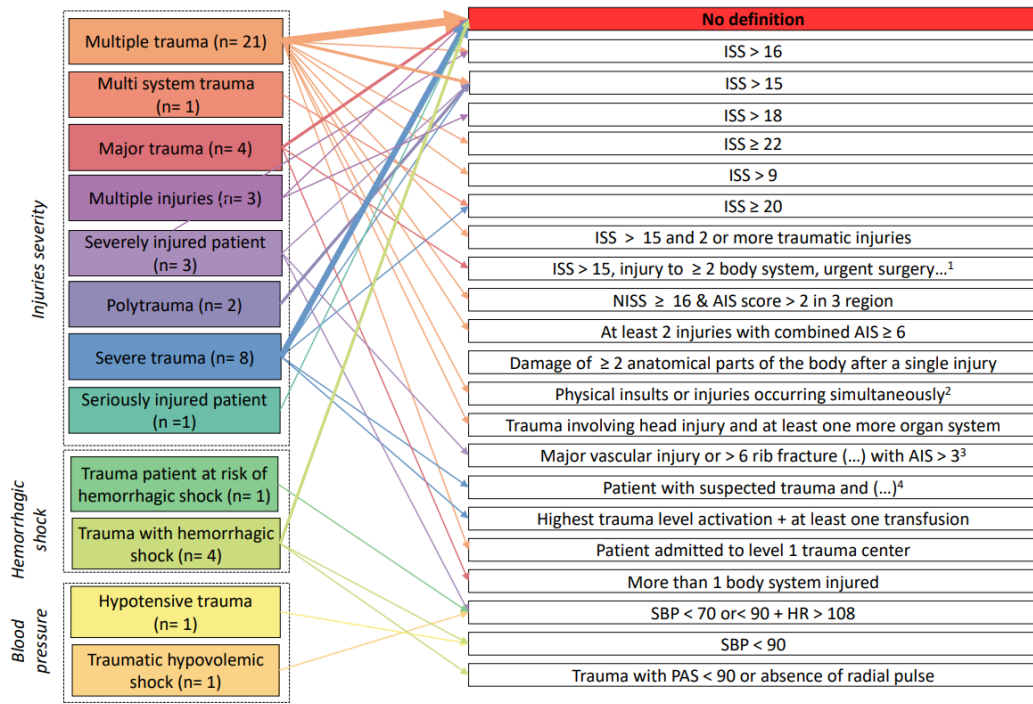 Injuries severity
Multiple trauma (n= 21)
Multi system trauma
(n= 1)
Major trauma (n= 4)
Multiple injuries (n= 3)
Severely injured patient
(n= 3)
Polytrauma (n= 2)
Severe trauma (n= 8)
Seriously injured patient
(n =1)
Hemorrhagic
shock
Trauma patient at risk of
hemorrhagic shock (n= 1)
Trauma with hemorrhagic
shock (n= 4)
Blood
pressure
Hypotensive trauma
(n= 1)
Traumatic hypovolemic
shock (n= 1)
No definition
ISS > 16
ISS > 15
ISS > 18
ISS ≥ 22
ISS > 9
ISS ≥ 20
ISS > 15 and 2 or more traumatic injuries
ISS > 15, injury to ≥ 2 body system, urgent surgery...¹
NISS ≥ 16 & AIS score > 2 in 3 region
At least 2 injuries with combined AIS ≥ 6
Damage of ≥ 2 anatomical parts of the body after a single injury
Physical insults or injuries occurring simultaneously²
Trauma involving head injury and at least one more organ system
Major vascular injury or > 6 rib fracture (...) with AIS > 3³
Patient with suspected trauma and (...)⁴
Highest trauma level activation + at least one transfusion
Patient admitted to level 1 trauma center
More than 1 body system injured
SBP < 70 or< 90 + HR > 108
SBP < 90
Trauma with PAS < 90 or absence of radial pulse